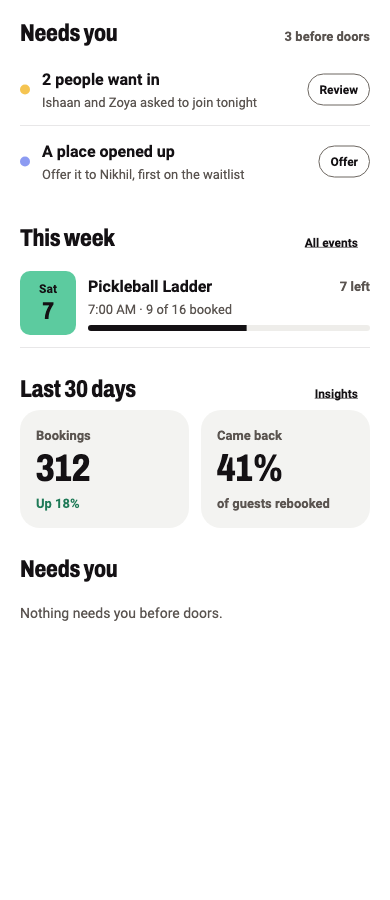 Needs you
3 before doors
2 people want in
Ishaan and Zoya asked to join tonight
Review
A place opened up
Offer it to Nikhil, first on the waitlist
Offer
This week
All events
Sat
7
Pickleball Ladder
7 left
7:00 AM · 9 of 16 booked
Last 30 days
Insights
Bookings
312
Up 18%
Came back
41%
of guests rebooked
Needs you
Nothing needs you before doors.